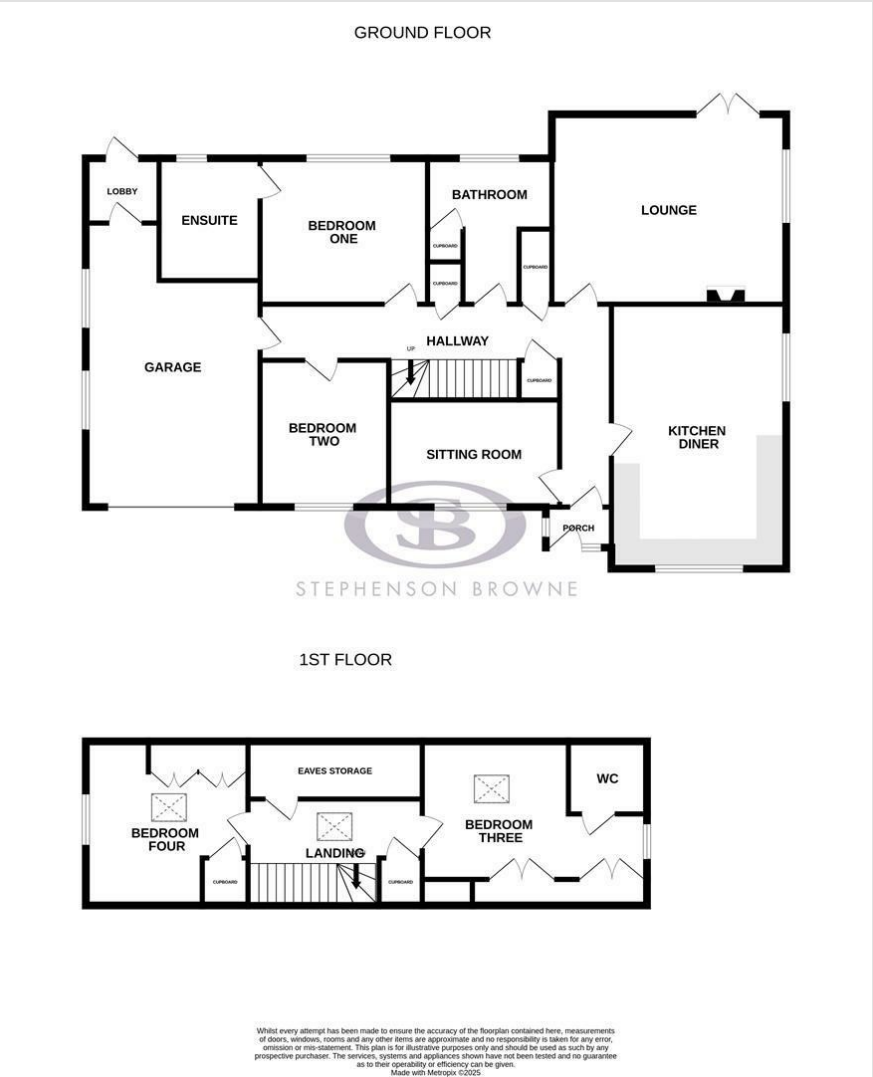 GROUND FLOOR
LOBBY
ENSUITE
BEDROOM
ONE
BATHROOM
CUPBOARD
CUPBOARD
CUPBOARD
LOUNGE
GARAGE
UP
HALLWAY
CUPBOARD
BEDROOM
TWO
SITTING ROOM
KITCHEN
DINER
PORCH
SB
STEPHENSON BROWNE
1ST FLOOR
EAVES STORAGE
WC
BEDROOM
FOUR
LANDING
BEDROOM
THREE
CUPBOARD
CUPBOARD
Whilst every attempt has been made to ensure the accuracy of the floorplan contained here, measurements
of doors, windows, rooms and any other items are approximate and no responsibility is taken for any error,
omission or mis-statement. This plan is for illustrative purposes only and should be used as such by any
prospective purchaser. The services, systems and appliances shown have not been tested and no guarantee
as to their operability or efficiency can be given.
Made with Metropix ©2025